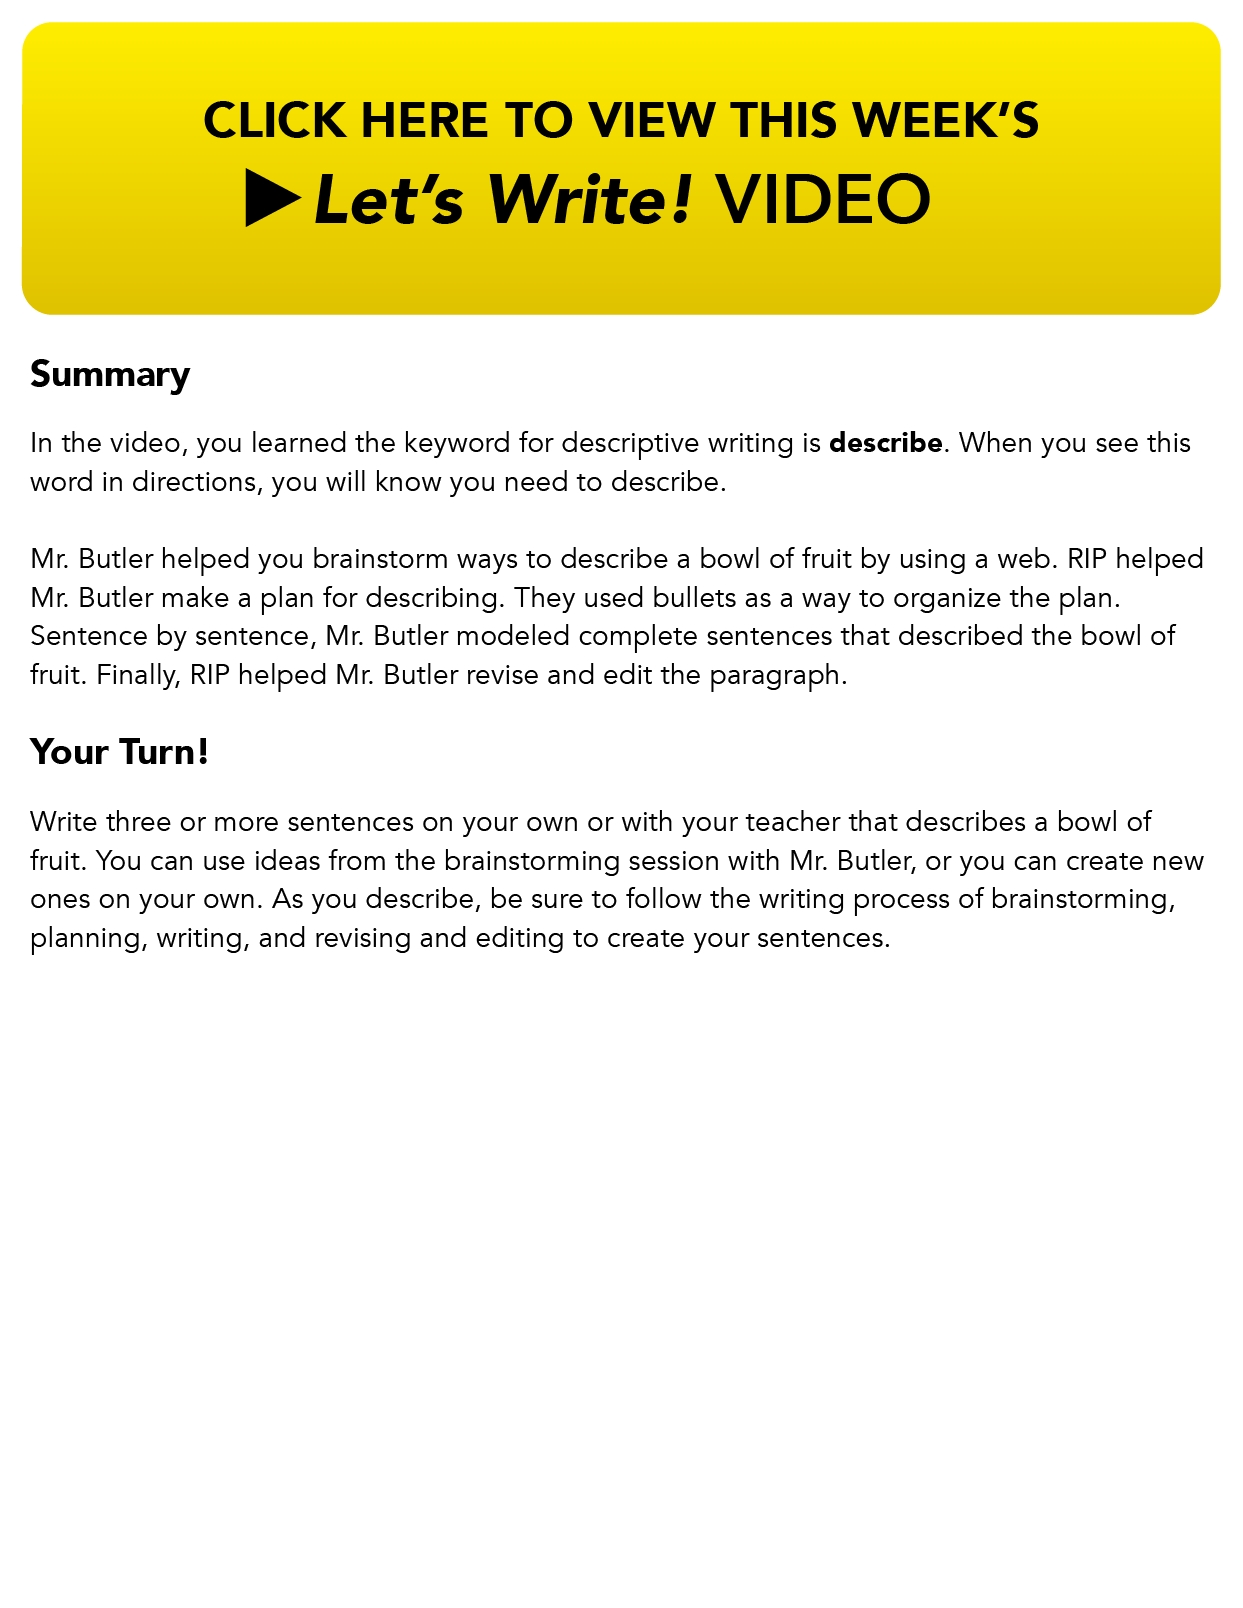 CLICK HERE TO VIEW THIS WEEK’S
Let’s Write! VIDEO
Summary
In the video, you learned the keyword for descriptive writing is describe. When you see this
word in directions, you will know you need to describe.
Mr. Butler helped you brainstorm ways to describe a bowl of fruit by using a web. RIP helped
Mr. Butler make a plan for describing. They used bullets as a way to organize the plan.
Sentence by sentence, Mr. Butler modeled complete sentences that described the bowl of
fruit. Finally, RIP helped Mr. Butler revise and edit the paragraph.
Your Turn!
Write three or more sentences on your own or with your teacher that describes a bowl of
fruit. You can use ideas from the brainstorming session with Mr. Butler, or you can create new
ones on your own. As you describe, be sure to follow the writing process of brainstorming,
planning, writing, and revising and editing to create your sentences.